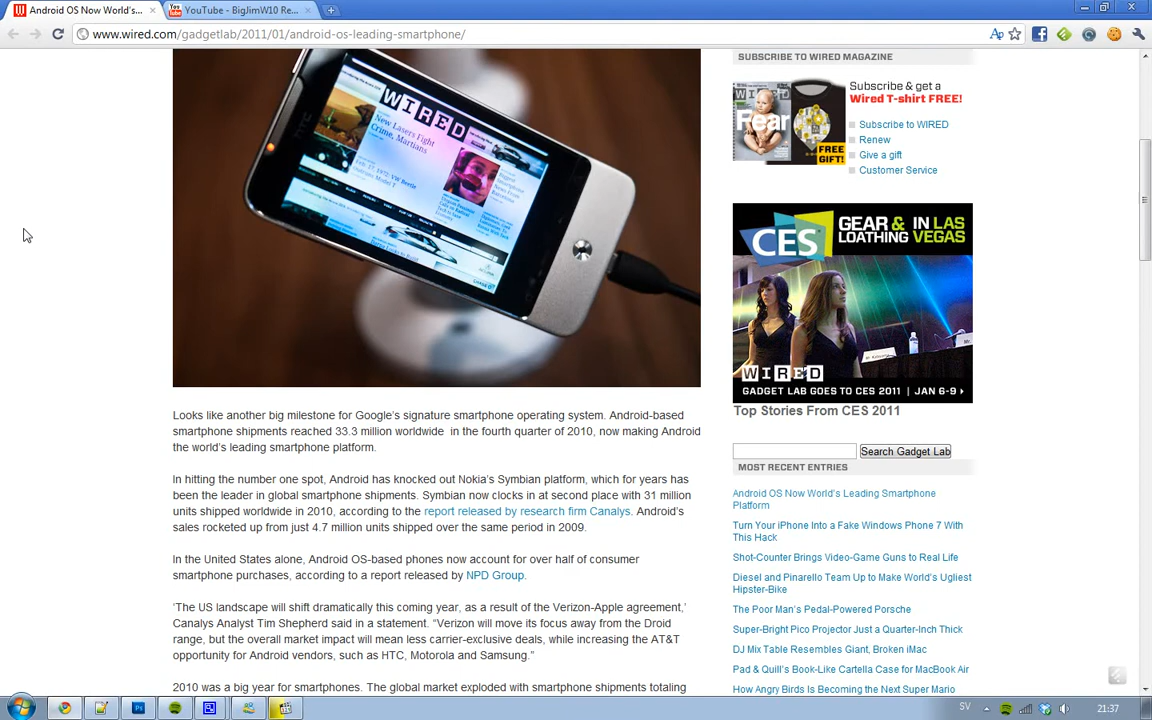 Android OS Now World's...
YouTube - BigJimW10 Re...
www.wired.com/gadgetlab/2011/01/android-os-leading-smartphone/
WIRED
New Lasers Fight
Crime, Martians
Looks like another big milestone for Google's signature smartphone operating system. Android-based
smartphone shipments reached 33.3 million worldwide in the fourth quarter of 2010, now making Android
the world's leading smartphone platform.
In hitting the number one spot, Android has knocked out Nokia's Symbian platform, which for years has
been the leader in global smartphone shipments. Symbian now clocks in at second place with 31 million
units shipped worldwide in 2010, according to the report released by research firm Canalys. Android's
sales rocketed up from just 4.7 million units shipped over the same period in 2009.
In the United States alone, Android OS-based phones now account for over half of consumer
smartphone purchases, according to a report released by NPD Group.
'The US landscape will shift dramatically this coming year, as a result of the Verizon-Apple agreement,'
Canalys Analyst Tim Shepherd said in a statement. "Verizon will move its focus away from the Droid
range, but the overall market impact will mean less carrier-exclusive deals, while increasing the AT&T
opportunity for Android vendors, such as HTC, Motorola and Samsung."
2010 was a big year for smartphones. The global market exploded with smartphone shipments totaling
SUBSCRIBE TO WIRED MAGAZINE
WIRED
Fear
FREE
GIFT!
Subscribe & get a
Wired T-shirt FREE!
Subscribe to WIRED
Renew
Give a gift
Customer Service
CES
GEAR & IN LAS
LOATHING VEGAS
WIRED
GADGET LAB GOES TO CES 2011 | JAN 6-9
Top Stories From CES 2011
Search Gadget Lab
MOST RECENT ENTRIES
Android OS Now World's Leading Smartphone
Platform
Turn Your iPhone Into a Fake Windows Phone 7 With
This Hack
Shot-Counter Brings Video-Game Guns to Real Life
Diesel and Pinarello Team Up to Make World's Ugliest
Hipster-Bike
The Poor Man's Pedal-Powered Porsche
Super-Bright Pico Projector Just a Quarter-Inch Thick
DJ Mix Table Resembles Giant, Broken iMac
Pad & Quill's Book-Like Cartella Case for MacBook Air
How Angry Birds Is Becoming the Next Super Mario
SV
21:37